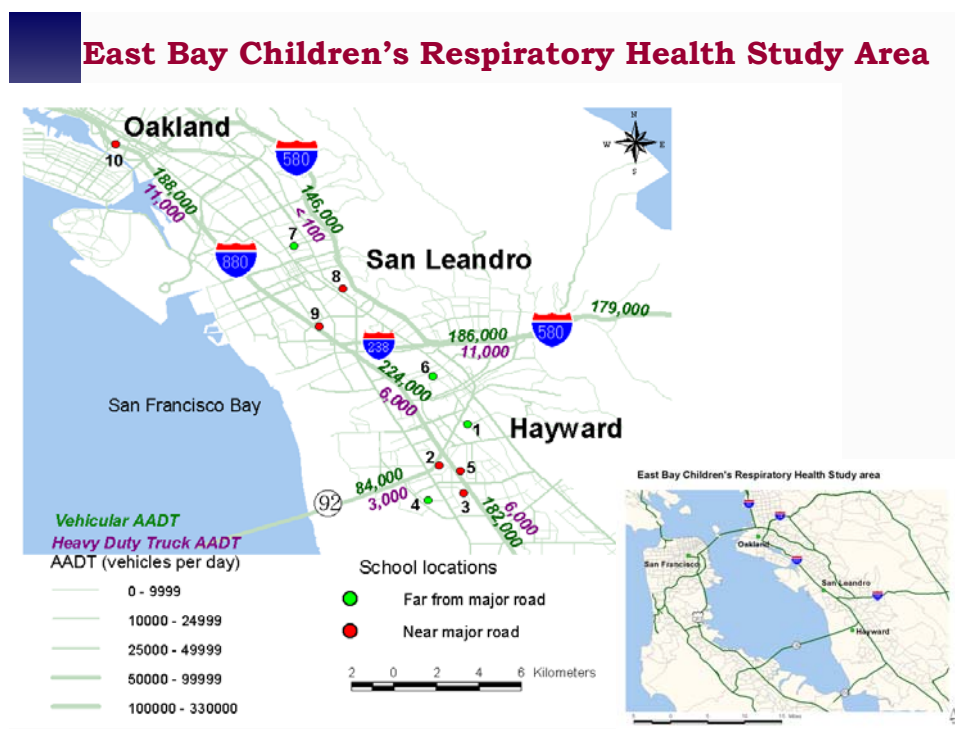 East Bay Children's Respiratory Health Study Area
Oakland
N
W E
S
580
10
188,000
11,000
146,000
< 100
7
880
San Leandro
8
9
179,000
580
186,000
11,000
238
224,000
6,000
6
San Francisco Bay
1
Hayward
2
5
84,000
3,000
92
4
3
6,000
182,000
Vehicular AADT
Heavy Duty Truck AADT
AADT (vehicles per day)
0 - 9999
10000 - 24999
25000 - 49999
50000 - 99999
100000 - 330000
School locations
Far from major road
Near major road
2 0 2 4 6 Kilometers
East Bay Children's Respiratory Health Study area
Oakland
San Francisco
San Leandro
Hayward